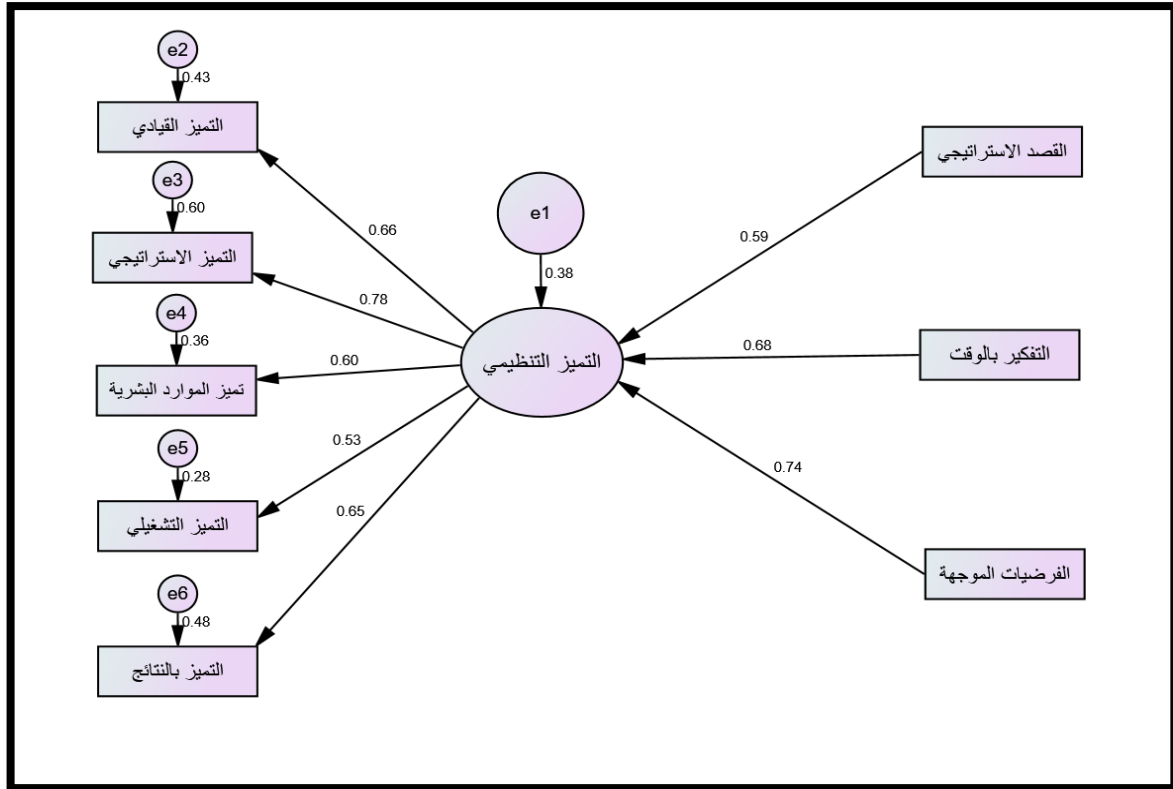 e2
0.43
التميز القيادي
e3
0.60
التميز الاستراتيجي
e4
0.36
تميز الموارد البشرية
e5
0.28
التميز التشغيلي
e6
0.48
التميز بالنتائج
0.66
0.78
0.60
0.53
0.65
e1
0.38
التميز التنظيمي
0.59
0.68
0.74
القصد الاستراتيجي
التفكير بالوقت
الفرضيات الموجهة